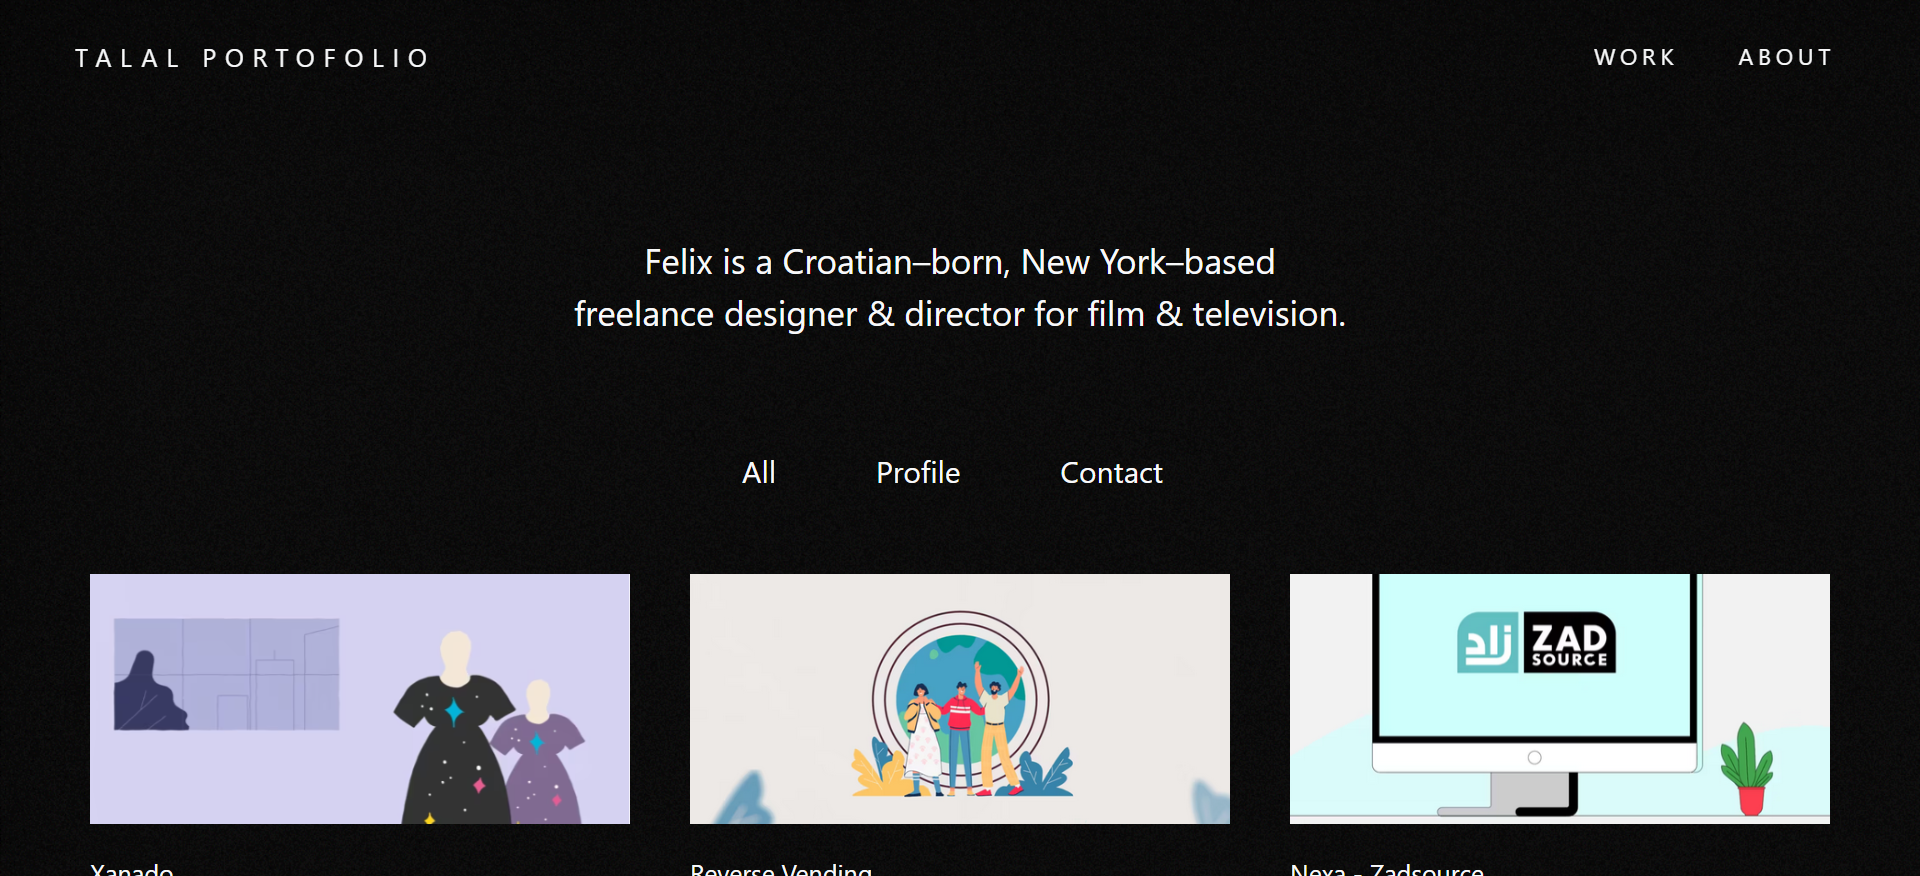 TALAL PORTOFOLIO
WORK ABOUT
Felix is a Croatian–born, New York–based
freelance designer & director for film & television.
All Profile Contact
زاد ZAD
SOURCE
Xanado
Reverse Vending
Nexa - Zadsource